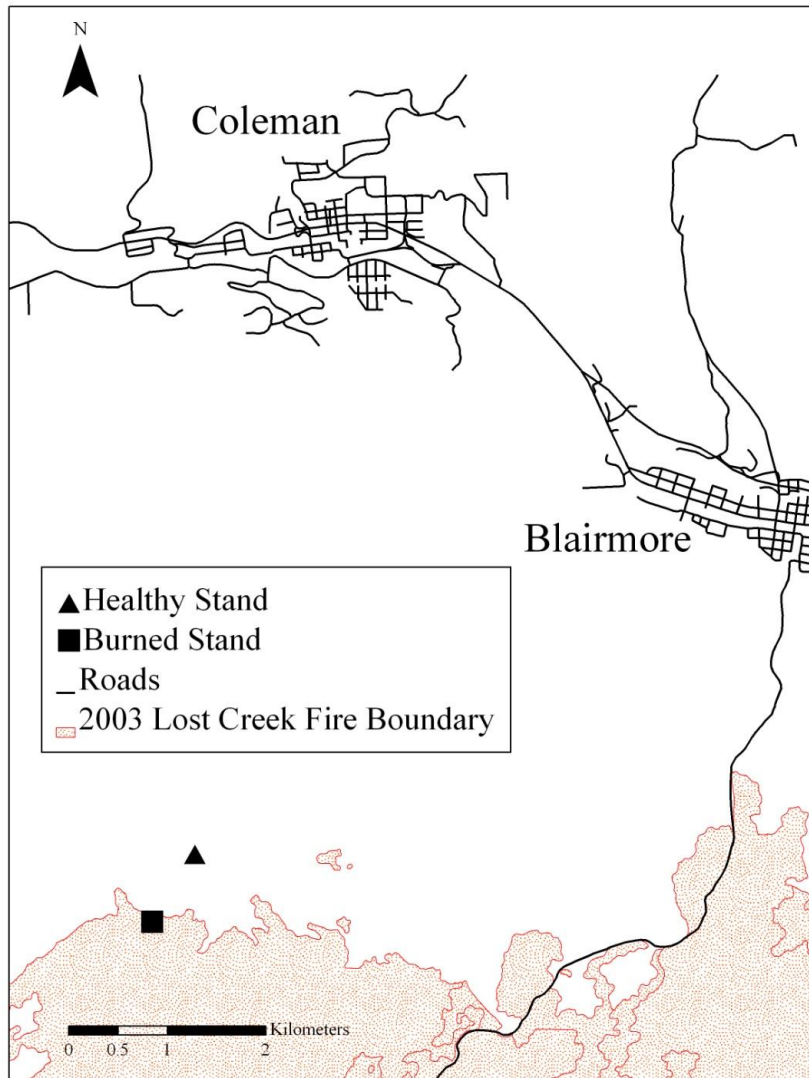 N
Coleman
Blairmore
Healthy Stand
Burned Stand
Roads
2003 Lost Creek Fire Boundary
Kilometers
0 0.5 1 2